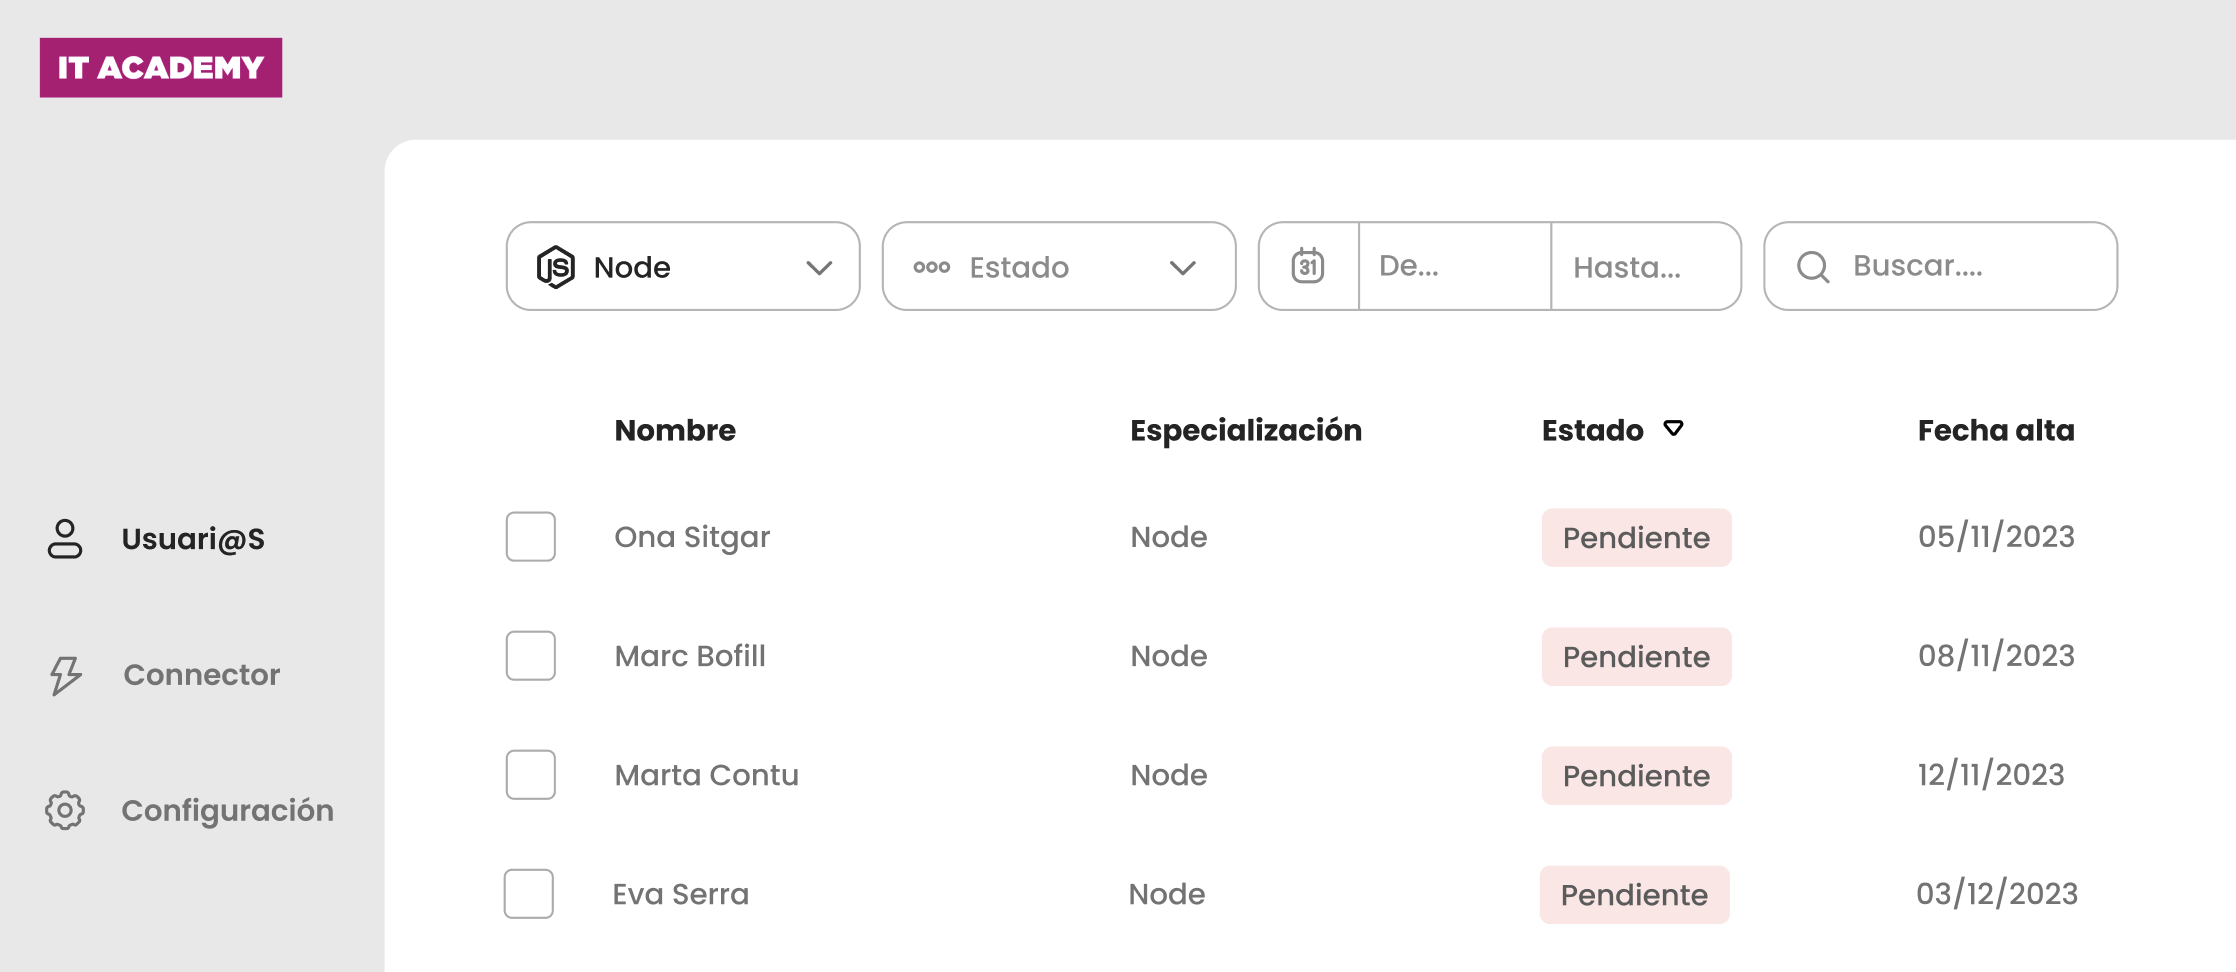 IT ACADEMY
Node
Estado
31
De...
Hasta...
Buscar....
Nombre Especialización Estado Fecha alta
Usuari@S
Ona Sitgar Node Pendiente 05/11/2023
Marc Bofill Node Pendiente 08/11/2023
Connector
Marta Contu Node Pendiente 12/11/2023
Configuración
Eva Serra Node Pendiente 03/12/2023